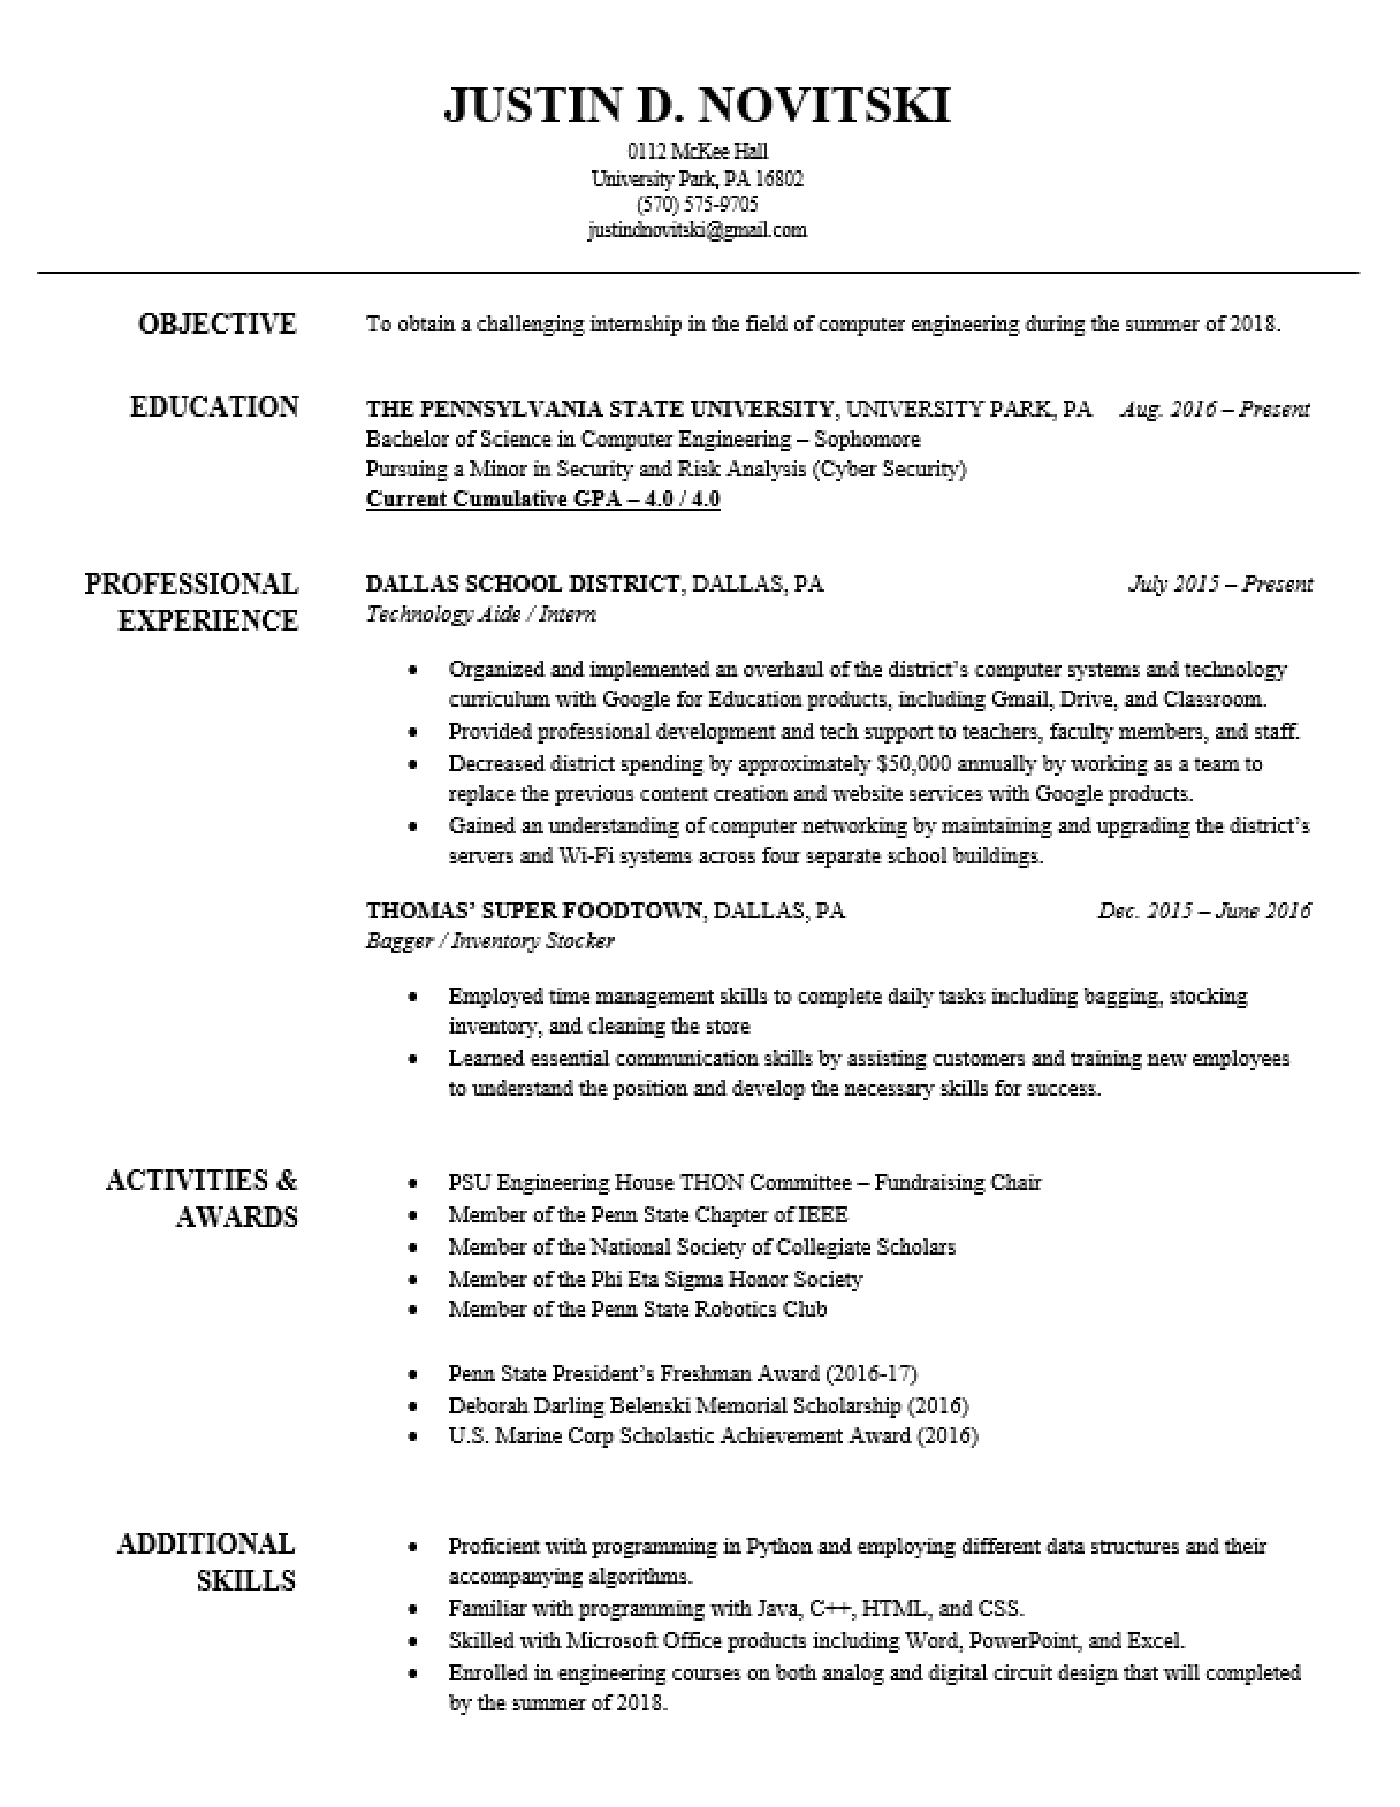 JUSTIN D. NOVITSKI
0112 McKee Hall
University Park, PA 16802
(570) 575-9705
justindnovitski@gmail.com
OBJECTIVE
To obtain a challenging internship in the field of computer engineering during the summer of 2018.
EDUCATION
THE PENNSYLVANIA STATE UNIVERSITY, UNIVERSITY PARK, PA Aug. 2016 – Present
Bachelor of Science in Computer Engineering – Sophomore
Pursuing a Minor in Security and Risk Analysis (Cyber Security)
Current Cumulative GPA – 4.0 / 4.0
PROFESSIONAL
EXPERIENCE
DALLAS SCHOOL DISTRICT, DALLAS, PA July 2015 – Present
Technology Aide / Intern
• Organized and implemented an overhaul of the district’s computer systems and technology
curriculum with Google for Education products, including Gmail, Drive, and Classroom.
• Provided professional development and tech support to teachers, faculty members, and staff.
• Decreased district spending by approximately $50,000 annually by working as a team to
replace the previous content creation and website services with Google products.
• Gained an understanding of computer networking by maintaining and upgrading the district’s
servers and Wi-Fi systems across four separate school buildings.
THOMAS’ SUPER FOODTOWN, DALLAS, PA Dec. 2015 – June 2016
Bagger / Inventory Stocker
• Employed time management skills to complete daily tasks including bagging, stocking
inventory, and cleaning the store
• Learned essential communication skills by assisting customers and training new employees
to understand the position and develop the necessary skills for success.
ACTIVITIES &
AWARDS
• PSU Engineering House THON Committee – Fundraising Chair
• Member of the Penn State Chapter of IEEE
• Member of the National Society of Collegiate Scholars
• Member of the Phi Eta Sigma Honor Society
• Member of the Penn State Robotics Club
• Penn State President’s Freshman Award (2016-17)
• Deborah Darling Belenski Memorial Scholarship (2016)
• U.S. Marine Corp Scholastic Achievement Award (2016)
ADDITIONAL
SKILLS
• Proficient with programming in Python and employing different data structures and their
accompanying algorithms.
• Familiar with programming with Java, C++, HTML, and CSS.
• Skilled with Microsoft Office products including Word, PowerPoint, and Excel.
• Enrolled in engineering courses on both analog and digital circuit design that will completed
by the summer of 2018.